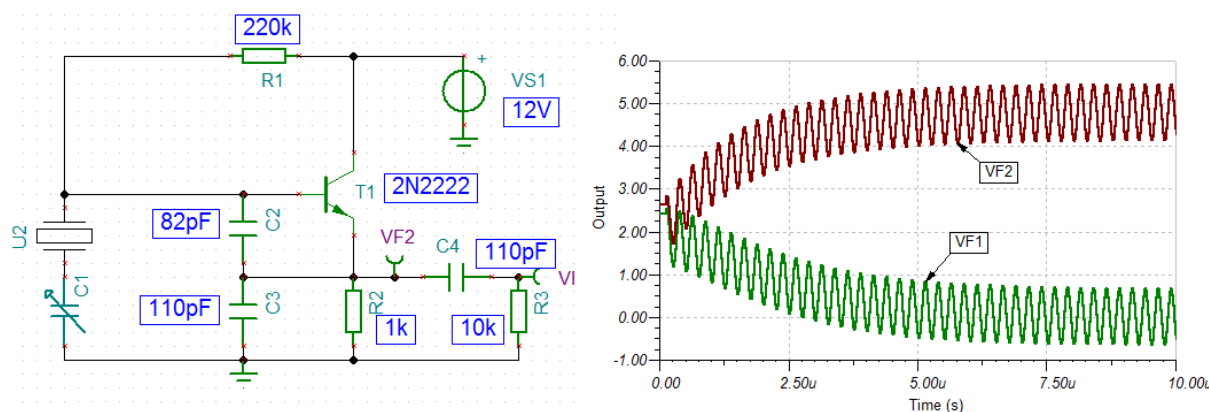 220k
R1
+
VS1
12V
T1
2N2222
82pF
C2
U2
VF2
C4
110pF
C1
110pF
C3
R2
1k
10k
R3
VI
6.00
5.00
4.00
3.00
2.00
1.00
0.00
-1.00
Output
VF2
VF1
0.00
2.50u
5.00u
7.50u
10.00u
Time (s)